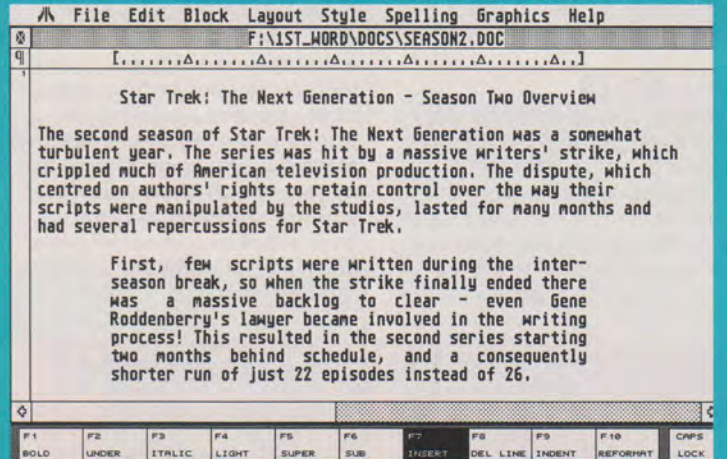 File Edit Block Layout Style Spelling Graphics Help
F:\1ST_WORD\DOCS\SEASON2.DOC
Star Trek: The Next Generation - Season Two Overview
The second season of Star Trek: The Next Generation was a somewhat
turbulent year. The series was hit by a massive writers' strike, which
crippled much of American television production. The dispute, which
centred on authors' rights to retain control over the way their
scripts were manipulated by the studios, lasted for many months and
had several repercussions for Star Trek.
First, few scripts were written during the inter-
season break, so when the strike finally ended there
was a massive backlog to clear - even Gene
Roddenberry's lawyer became involved in the writing
process! This resulted in the second series starting
two months behind schedule, and a consequently
shorter run of just 22 episodes instead of 26.
F1 F2 F3 F4 F5 F6 F7 F8 F9 F10 CAPS
BOLD UNDER ITALIC LIGHT SUPER SUB INSERT DEL LINE INDENT REFORMAT LOCK